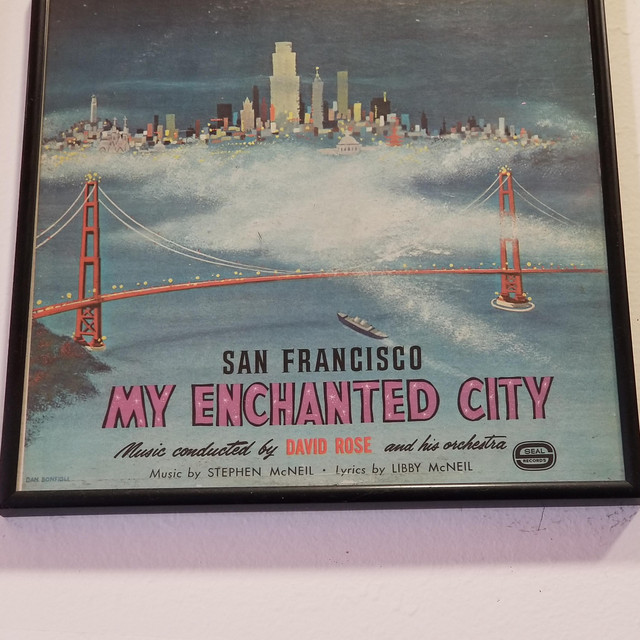 SAN FRANCISCO
MY ENCHANTED CITY
Music conducted by DAVID ROSE and his orchestra
SEAL
RECORDS
Music by STEPHEN McNEIL · Lyrics by LIBBY McNEIL